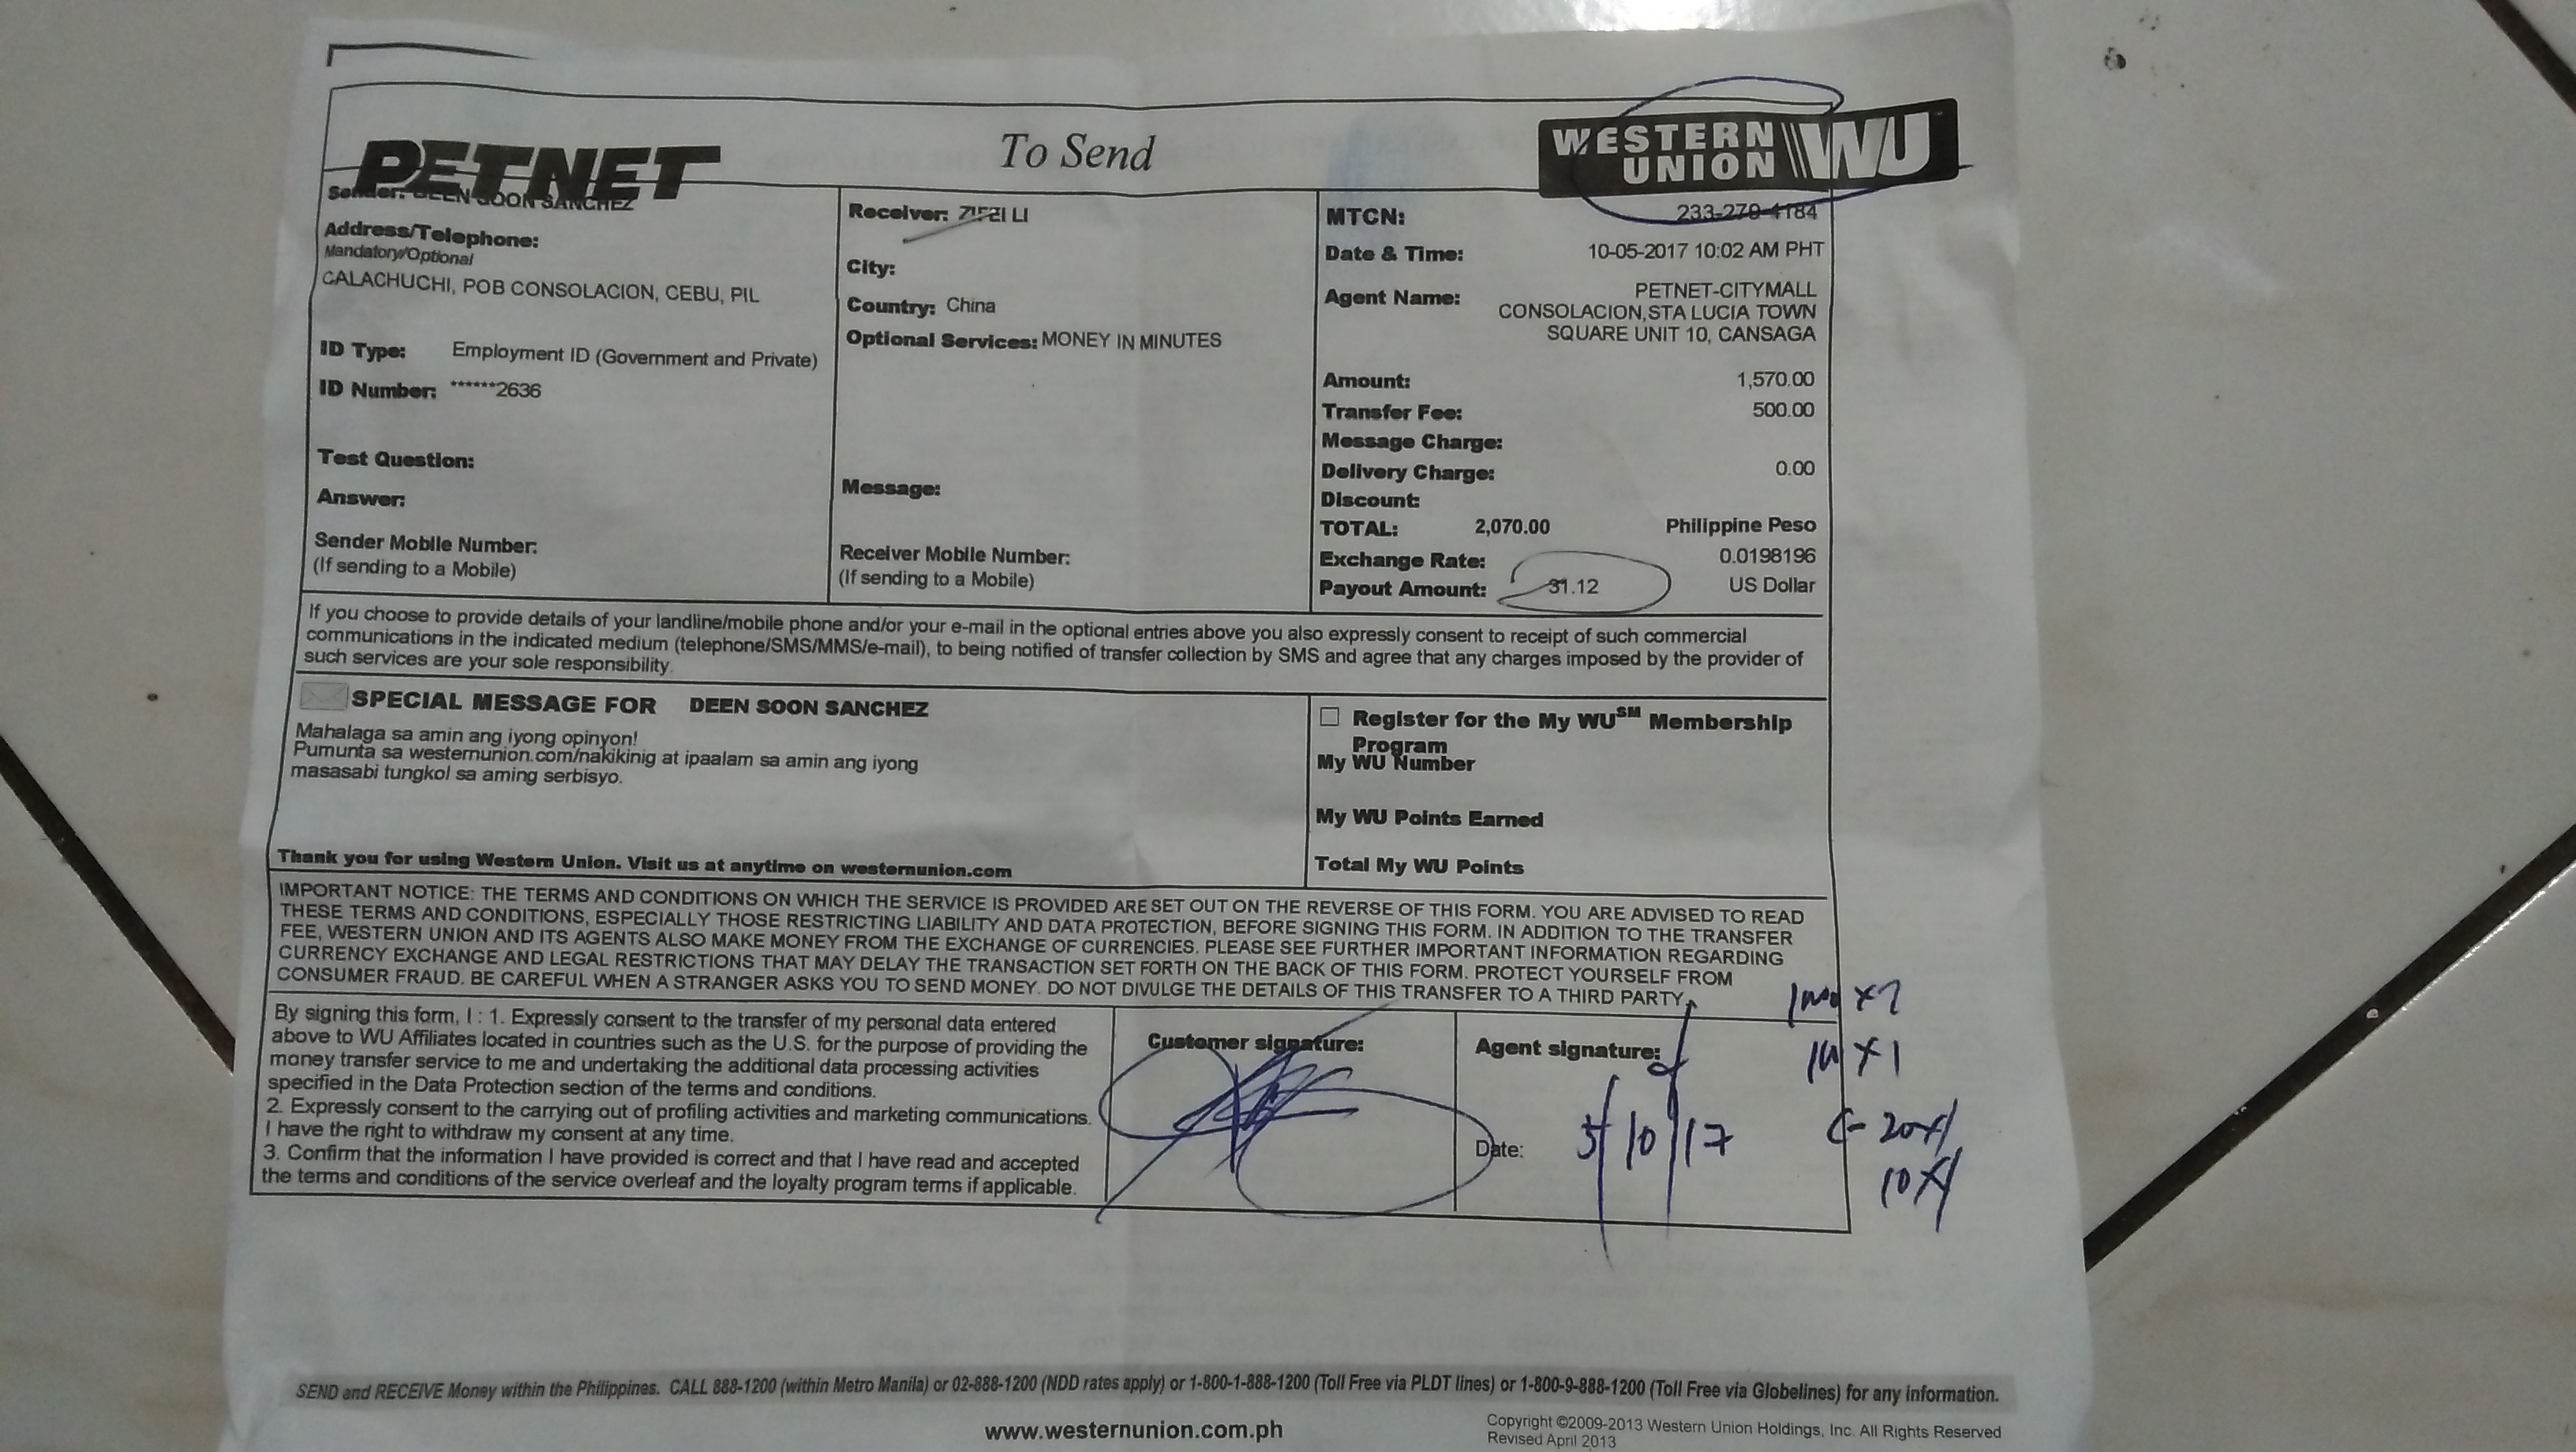 PETNET
To Send
WESTERN UNION WU
Sender: DEEN SOON SANCHEZ
Address/Telephone:
Mandatory/Optional
CALACHUCHI, POB CONSOLACION, CEBU, PIL
ID Type: Employment ID (Government and Private)
ID Number: ******2636
Test Question:
Answer:
Sender Mobile Number:
(If sending to a Mobile)
Receiver: LI
City:
Country: China
Optional Services: MONEY IN MINUTES
Message:
Receiver Mobile Number:
(If sending to a Mobile)
MTCN: 233-279-4184
Date & Time: 10-05-2017 10:02 AM PHT
Agent Name: PETNET-CITYMALL
CONSOLACION,STA LUCIA TOWN
SQUARE UNIT 10, CANSAGA
Amount: 1,570.00
Transfer Fee: 500.00
Message Charge:
Delivery Charge: 0.00
Discount:
TOTAL: 2,070.00 Philippine Peso
Exchange Rate: 0.0198196
Payout Amount: 31.12 US Dollar
If you choose to provide details of your landline/mobile phone and/or your e-mail in the optional entries above you also expressly consent to receipt of such commercial
communications in the indicated medium (telephone/SMS/MMS/e-mail), to being notified of transfer collection by SMS and agree that any charges imposed by the provider of
such services are your sole responsibility.
SPECIAL MESSAGE FOR DEEN SOON SANCHEZ
Mahalaga sa amin ang iyong opinyon!
Pumunta sa westernunion.com/nakikinig at ipaalam sa amin ang iyong
masasabi tungkol sa aming serbisyo.
Thank you for using Western Union. Visit us at anytime on westernunion.com
Register for the My WU SM Membership
Program
My WU Number
My WU Points Earned
Total My WU Points
IMPORTANT NOTICE: THE TERMS AND CONDITIONS ON WHICH THE SERVICE IS PROVIDED ARE SET OUT ON THE REVERSE OF THIS FORM. YOU ARE ADVISED TO READ
THESE TERMS AND CONDITIONS, ESPECIALLY THOSE RESTRICTING LIABILITY AND DATA PROTECTION, BEFORE SIGNING THIS FORM. IN ADDITION TO THE TRANSFER
FEE, WESTERN UNION AND ITS AGENTS ALSO MAKE MONEY FROM THE EXCHANGE OF CURRENCIES. PLEASE SEE FURTHER IMPORTANT INFORMATION REGARDING
CURRENCY EXCHANGE AND LEGAL RESTRICTIONS THAT MAY DELAY THE TRANSACTION SET FORTH ON THE BACK OF THIS FORM. PROTECT YOURSELF FROM
CONSUMER FRAUD. BE CAREFUL WHEN A STRANGER ASKS YOU TO SEND MONEY. DO NOT DIVULGE THE DETAILS OF THIS TRANSFER TO A THIRD PARTY.
By signing this form, I : 1. Expressly consent to the transfer of my personal data entered
above to WU Affiliates located in countries such as the U.S. for the purpose of providing the
money transfer service to me and undertaking the additional data processing activities
specified in the Data Protection section of the terms and conditions.
2. Expressly consent to the carrying out of profiling activities and marketing communications.
I have the right to withdraw my consent at any time.
3. Confirm that the information I have provided is correct and that I have read and accepted
the terms and conditions of the service overleaf and the loyalty program terms if applicable.
Customer signature:
Agent signature:
Date: 5/10/17
SEND and RECEIVE Money within the Philippines. CALL 888-1200 (within Metro Manila) or 02-888-1200 (NDD rates apply) or 1-800-1-888-1200 (Toll Free via PLDT lines) or 1-800-9-888-1200 (Toll Free via Globelines) for any information.
www.westernunion.com.ph
Copyright ©2009-2013 Western Union Holdings, Inc. All Rights Reserved
Revised April 2013